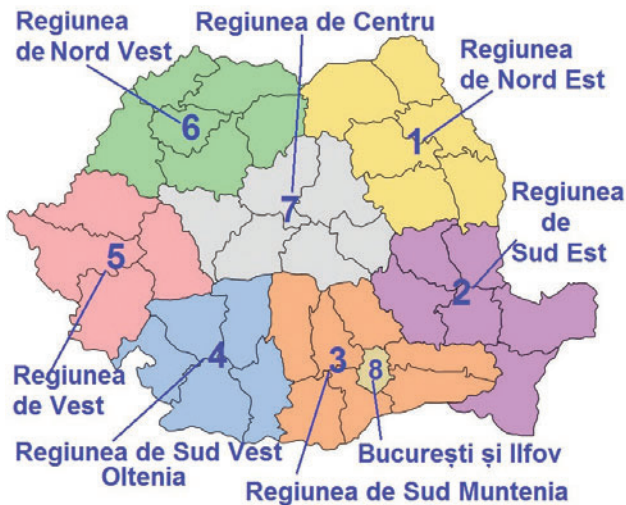 Regiunea
de Nord Vest
Regiunea de Centru
Regiunea
de Nord Est
6
1
7
Regiunea
de
Sud Est
5
2
4
3
8
Regiunea
de Vest
Regiunea de Sud Vest
Oltenia
București și Ilfov
Regiunea de Sud Muntenia